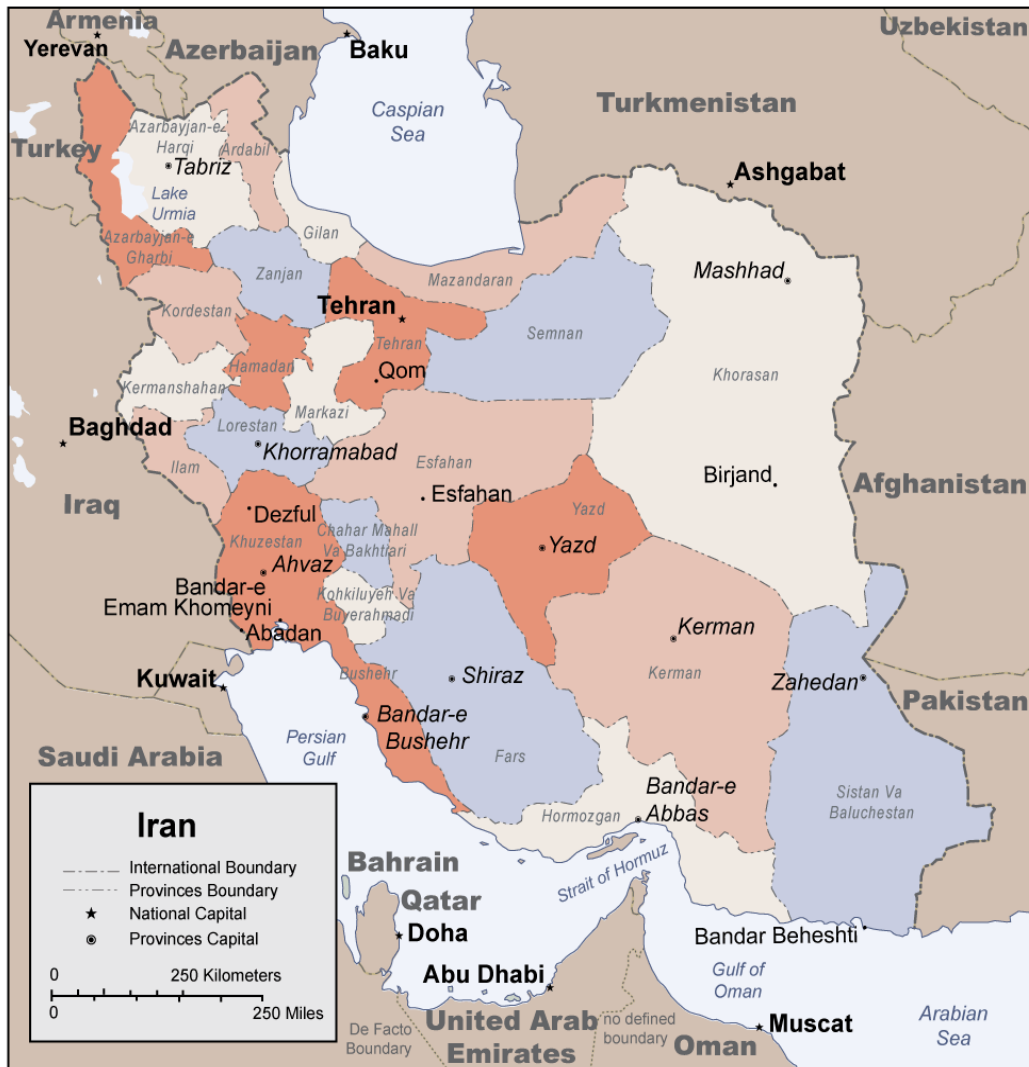 Armenia
Yerevan
Azerbaijan
Baku
Uzbekistan
Caspian
Sea
Turkmenistan
Turkey
Azarbayjan-e
Harqi
Ardabil
Tabriz
Ashgabat
Lake
Urmia
Azarbayjan-e
Gharbi
Gilan
Zanjan
Mazandaran
Mashhad
Kordestan
Tehran
Tehran
Semnan
Hamadan
Qom
Khorasan
Kermanshahan
Markazi
Baghdad
Lorestan
Khorramabad
Ilam
Esfahan
Esfahan
Birjand
Afghanistan
Iraq
Dezful
Khuzestan
Chahar Mahall
Va Bakhtiari
Yazd
Yazd
Ahvaz
Bandar-e
Emam Khomeyni
Kohkiluyeh Va
Buyerahmadi
Abadan
Kerman
Kerman
Kuwait
Bushehr
Shiraz
Zahedan
Pakistan
Saudi Arabia
Persian
Gulf
Bandar-e
Bushehr
Fars
Bandar-e
Abbas
Hormozgan
Sistan Va
Baluchestan
Strait of Hormuz
Iran
International Boundary
Provinces Boundary
National Capital
Provinces Capital
0 250 Kilometers
0 250 Miles
Bahrain
Qatar
Doha
Abu Dhabi
Bandar Beheshti
Gulf of
Oman
De Facto
Boundary
United Arab
Emirates
no defined
boundary
Oman
Muscat
Arabian
Sea